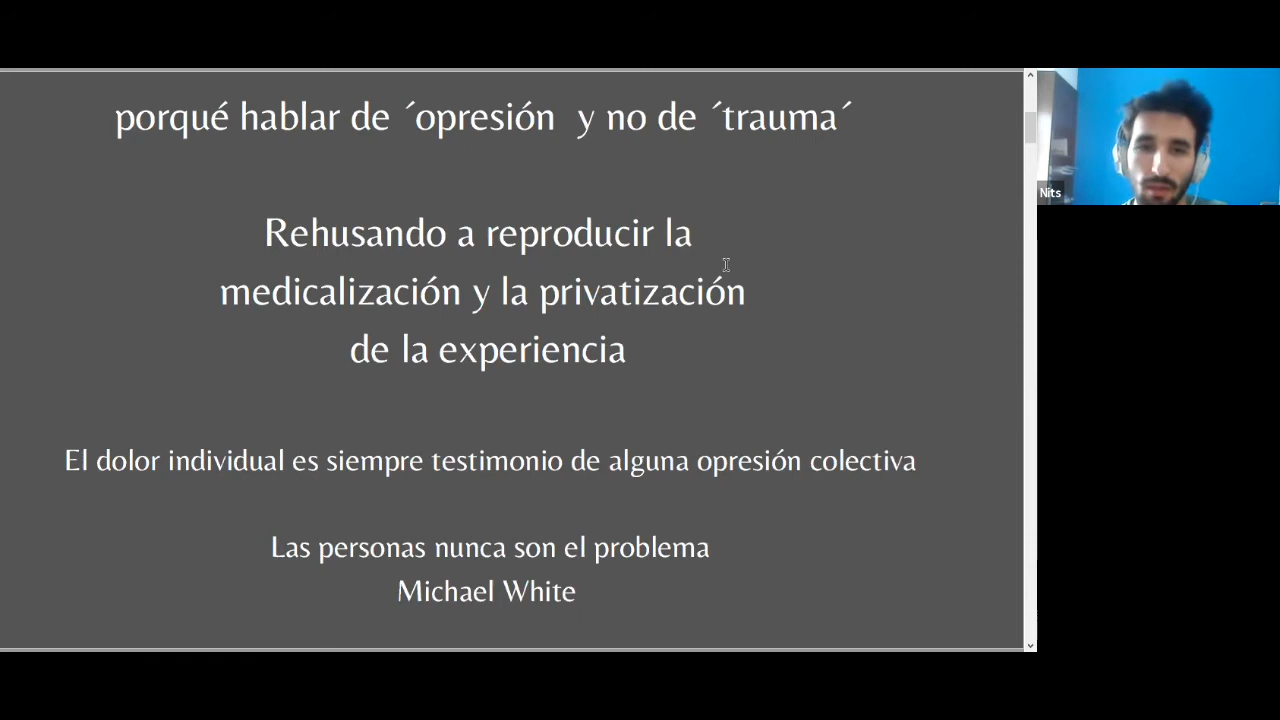 porqué hablar de ´opresión y no de ´trauma´
Rehusando a reproducir la
medicalización y la privatización
de la experiencia
El dolor individual es siempre testimonio de alguna opresión colectiva
Las personas nunca son el problema
Michael White
Nits